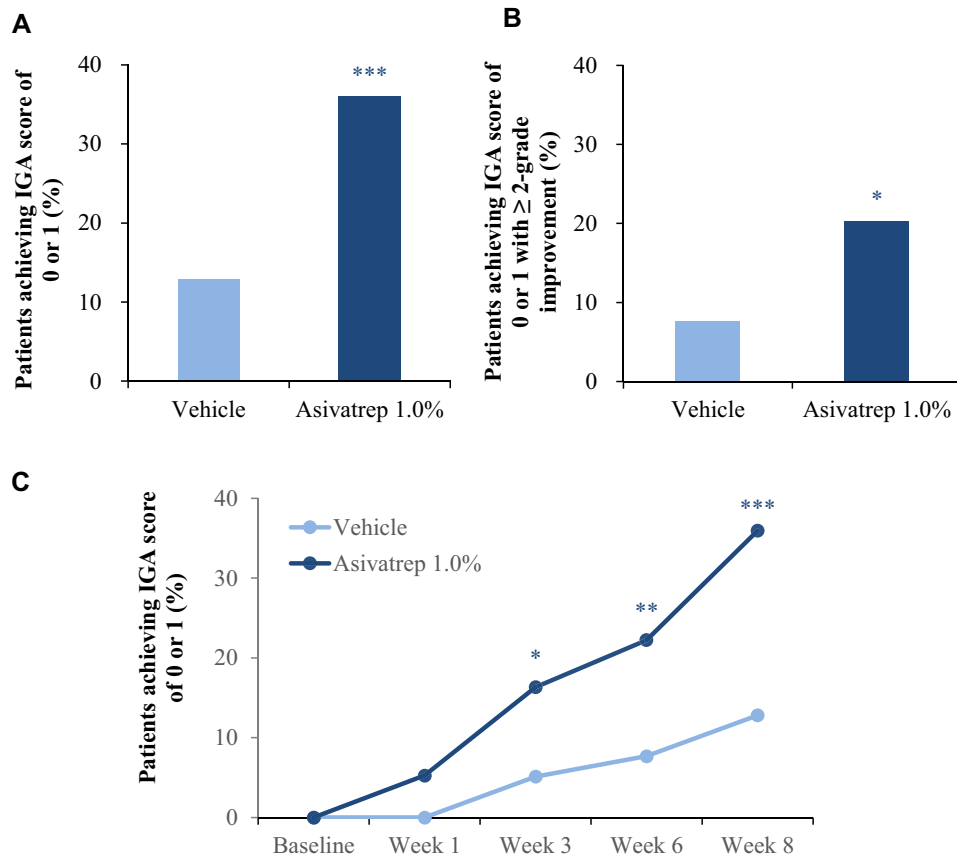 A
Patients achieving IGA score of
0 or 1 (%)
40
30
20
10
0
***
Vehicle
Asivatrep 1.0%
B
Patients achieving IGA score of
0 or 1 with ≥ 2-grade
improvement (%)
40
30
20
10
0
*
Vehicle
Asivatrep 1.0%
C
Patients achieving IGA score
of 0 or 1 (%)
40
30
20
10
0
Vehicle
Asivatrep 1.0%
*
**
***
Baseline
Week 1
Week 3
Week 6
Week 8